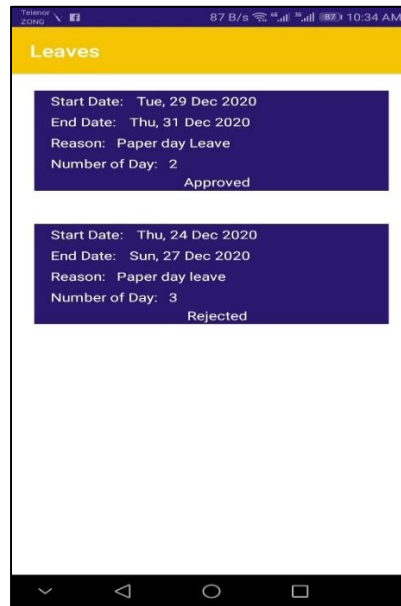 Telenor
ZONG
87 B/s 87 10:34 AM
Leaves
Start Date: Tue, 29 Dec 2020
End Date: Thu, 31 Dec 2020
Reason: Paper day Leave
Number of Day: 2
Approved
Start Date: Thu, 24 Dec 2020
End Date: Sun, 27 Dec 2020
Reason: Paper day leave
Number of Day: 3
Rejected